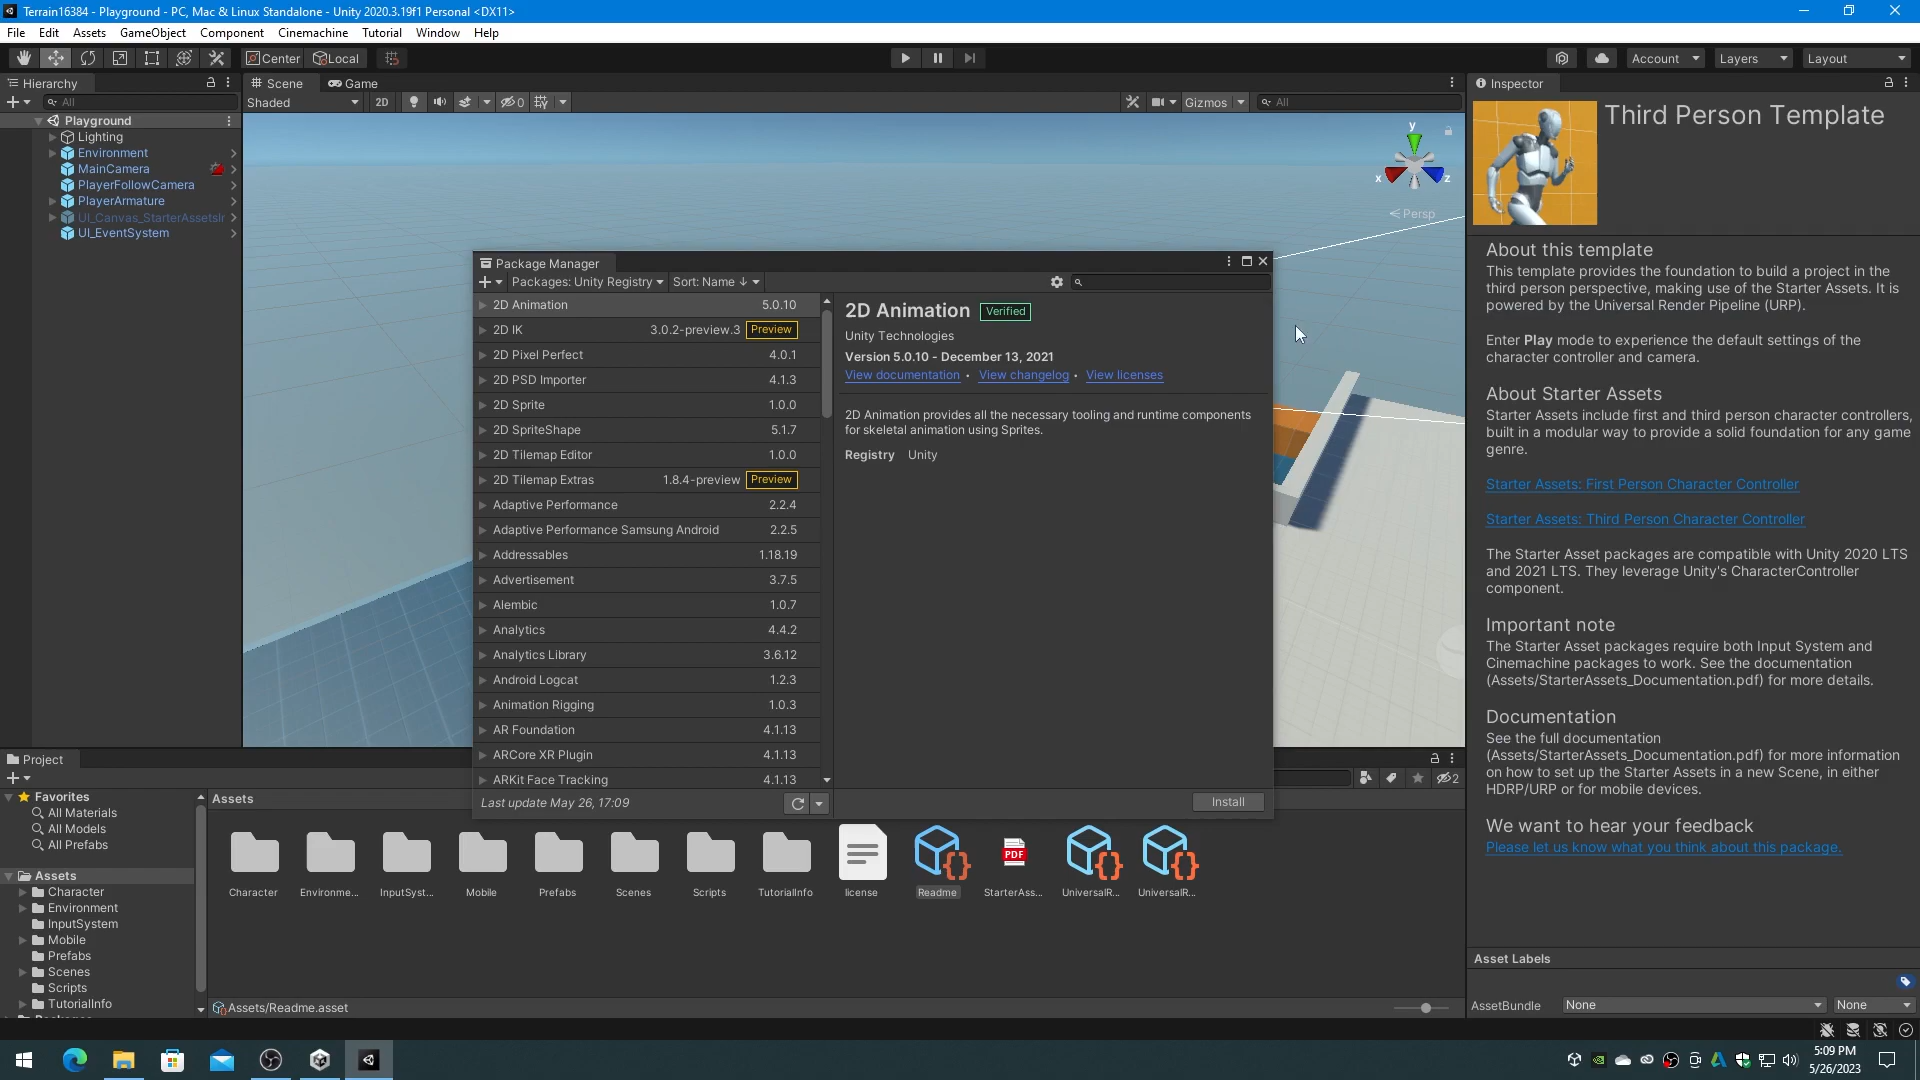 Terrain16384 - Playground - PC, Mac & Linux Standalone - Unity 2020.3.19f1 Personal <DX11>
File Edit Assets GameObject Component Cinemachine Tutorial Window Help
Center Local Account Layers Layout
Hierarchy
All
Playground
Lighting
Environment
MainCamera
PlayerFollowCamera
PlayerArmature
UI_Canvas_StarterAssetsIn
UI_EventSystem
Scene Game
Shaded 2D 0 Gizmos All
y
x z
Persp
Package Manager
Packages: Unity Registry Sort: Name ↓
2D Animation 5.0.10
2D IK 3.0.2-preview.3 Preview
2D Pixel Perfect 4.0.1
2D PSD Importer 4.1.3
2D Sprite 1.0.0
2D SpriteShape 5.1.7
2D Tilemap Editor 1.0.0
2D Tilemap Extras 1.8.4-preview Preview
Adaptive Performance 2.2.4
Adaptive Performance Samsung Android 2.2.5
Addressables 1.18.19
Advertisement 3.7.5
Alembic 1.0.7
Analytics 4.4.2
Analytics Library 3.6.12
Android Logcat 1.2.3
Animation Rigging 1.0.3
AR Foundation 4.1.13
ARCore XR Plugin 4.1.13
ARKit Face Tracking 4.1.13
Last update May 26, 17:09
2D Animation Verified
Unity Technologies
Version 5.0.10 - December 13, 2021
View documentation • View changelog • View licenses
2D Animation provides all the necessary tooling and runtime components
for skeletal animation using Sprites.
Registry Unity
Install
Inspector
Third Person Template
About this template
This template provides the foundation to build a project in the
third person perspective, making use of the Starter Assets. It is
powered by the Universal Render Pipeline (URP).
Enter Play mode to experience the default settings of the
character controller and camera.
About Starter Assets
Starter Assets include first and third person character controllers,
built in a modular way to provide a solid foundation for any game
genre.
Starter Assets: First Person Character Controller
Starter Assets: Third Person Character Controller
The Starter Asset packages are compatible with Unity 2020 LTS
and 2021 LTS. They leverage Unity's CharacterController
component.
Important note
The Starter Asset packages require both Input System and
Cinemachine packages to work. See the documentation
(Assets/StarterAssets_Documentation.pdf) for more details.
Documentation
See the full documentation
(Assets/StarterAssets_Documentation.pdf) for more information
on how to set up the Starter Assets in a new Scene, in either
HDRP/URP or for mobile devices.
We want to hear your feedback
Please let us know what you think about this package.
Asset Labels
AssetBundle None None
Project
2
Favorites
All Materials
All Models
All Prefabs
Assets
Character
Environment
InputSystem
Mobile
Prefabs
Scenes
Scripts
TutorialInfo
Assets
PDF
Character Environme... InputSyst... Mobile Prefabs Scenes Scripts TutorialInfo license Readme StarterAss... UniversalR... UniversalR...
Assets/Readme.asset
5:09 PM
5/26/2023